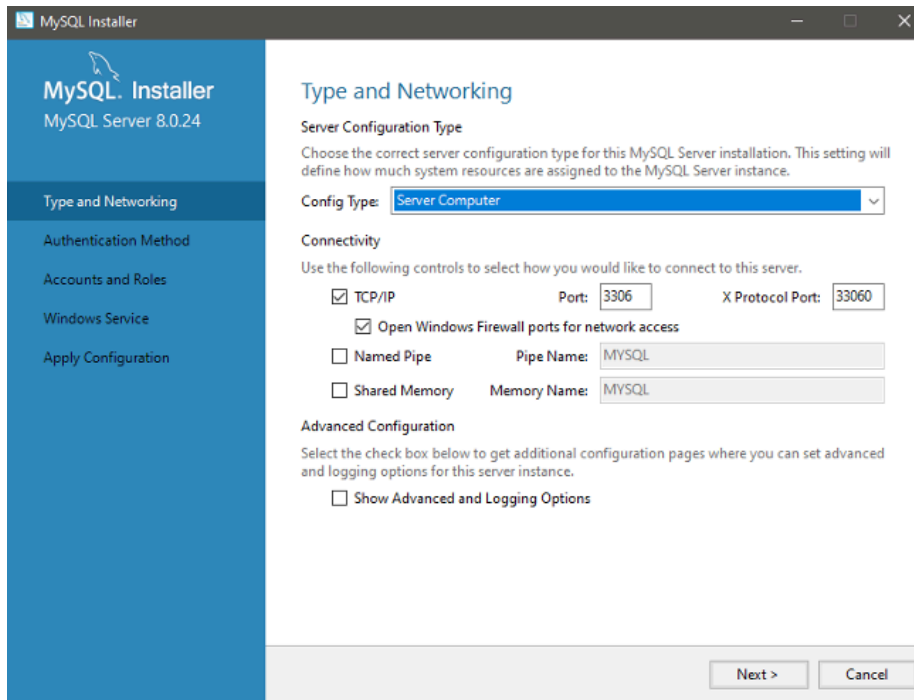 MySQL Installer
MySQL. Installer
MySQL Server 8.0.24
Type and Networking
Authentication Method
Accounts and Roles
Windows Service
Apply Configuration
Type and Networking
Server Configuration Type
Choose the correct server configuration type for this MySQL Server installation. This setting will
define how much system resources are assigned to the MySQL Server instance.
Config Type: Server Computer
Connectivity
Use the following controls to select how you would like to connect to this server.
TCP/IP Port: 3306 X Protocol Port: 33060
Open Windows Firewall ports for network access
Named Pipe Pipe Name: MYSQL
Shared Memory Memory Name: MYSQL
Advanced Configuration
Select the check box below to get additional configuration pages where you can set advanced
and logging options for this server instance.
Show Advanced and Logging Options
Next > Cancel